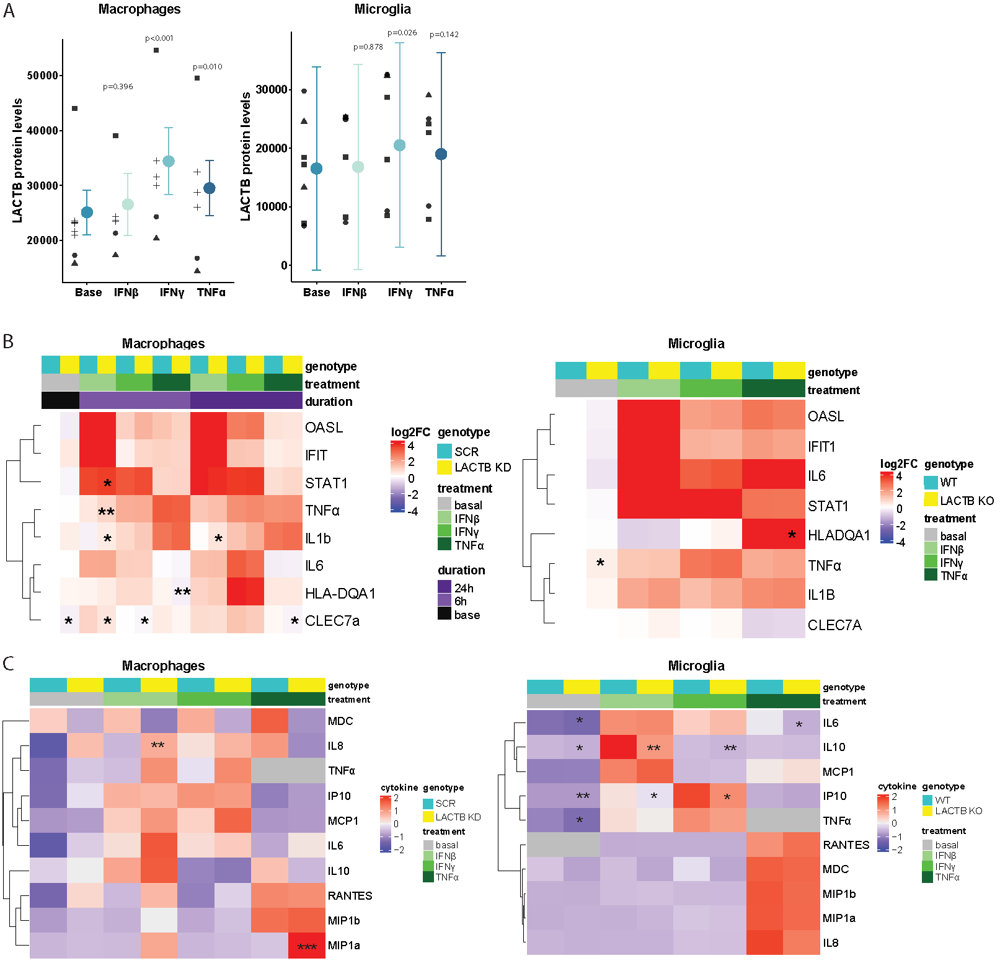 A
Macrophages
Microglia
LACTB protein levels
50000
40000
30000
20000
p=0.396
p<0.001
p=0.010
Base
IFNβ
IFNγ
TNFα
LACTB protein levels
30000
20000
10000
0
p=0.878
p=0.026
p=0.142
Base
IFNβ
IFNγ
TNFα
B
Macrophages
genotype
treatment
duration
OASL
IFIT
STAT1
*
TNFα
**
IL1b
*
*
IL6
HLA-DQA1
**
CLEC7a
*
*
*
*
log2FC
4
2
0
-2
-4
genotype
SCR
LACTB KD
treatment
basal
IFNβ
IFNγ
TNFα
duration
24h
6h
base
Microglia
genotype
treatment
OASL
IFIT1
IL6
STAT1
HLADQA1
*
TNFα
*
IL1B
CLEC7A
log2FC
4
2
0
-2
-4
genotype
WT
LACTB KO
treatment
basal
IFNβ
IFNγ
TNFα
C
Macrophages
genotype
treatment
MDC
IL8
**
TNFα
IP10
MCP1
IL6
IL10
RANTES
MIP1b
MIP1a
***
cytokine
2
1
0
−1
−2
genotype
SCR
LACTB KD
treatment
basal
IFNβ
IFNγ
TNFα
Microglia
genotype
treatment
IL6
*
*
IL10
*
**
**
MCP1
IP10
**
*
*
TNFα
*
RANTES
MDC
MIP1b
MIP1a
IL8
cytokine
2
1
0
−1
−2
genotype
WT
LACTB KO
treatment
basal
IFNβ
IFNγ
TNFα